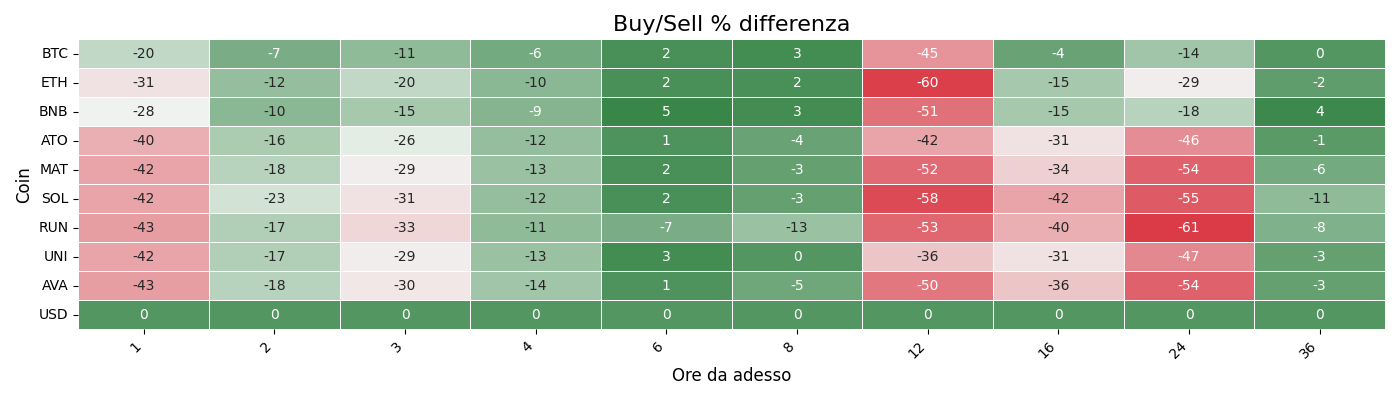 Buy/Sell % differenza
Coin
BTC -20 -7 -11 -6 2 3 -45 -4 -14 0
ETH -31 -12 -20 -10 2 2 -60 -15 -29 -2
BNB -28 -10 -15 -9 5 3 -51 -15 -18 4
ATO -40 -16 -26 -12 1 -4 -42 -31 -46 -1
MAT -42 -18 -29 -13 2 -3 -52 -34 -54 -6
SOL -42 -23 -31 -12 2 -3 -58 -42 -55 -11
RUN -43 -17 -33 -11 -7 -13 -53 -40 -61 -8
UNI -42 -17 -29 -13 3 0 -36 -31 -47 -3
AVA -43 -18 -30 -14 1 -5 -50 -36 -54 -3
USD 0 0 0 0 0 0 0 0 0 0
1 2 3 4 6 8 12 16 24 36
Ore da adesso